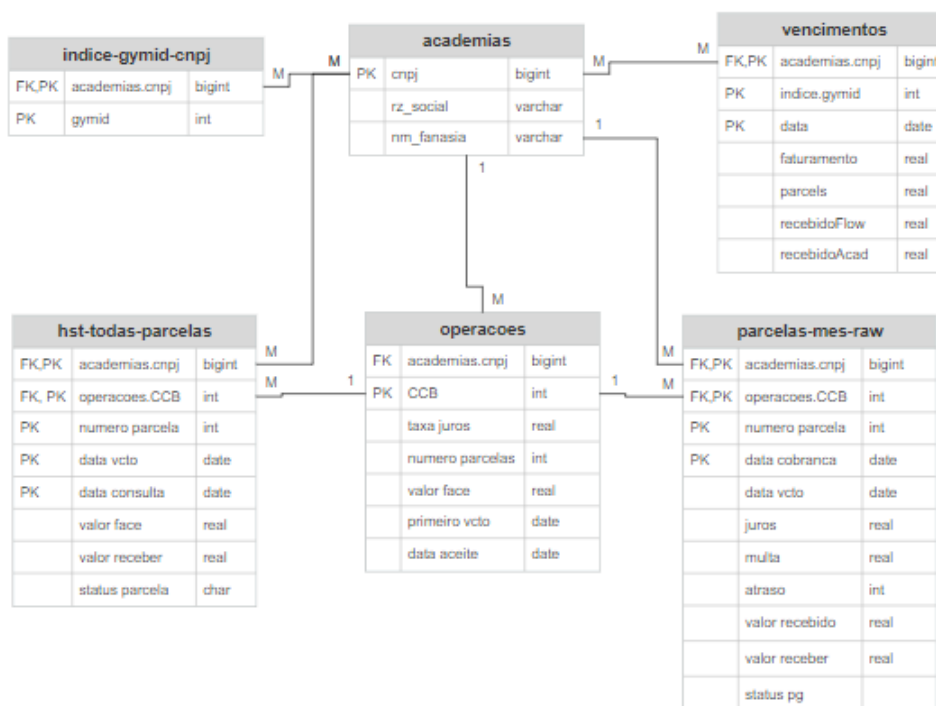 indice-gymid-cnpj
FK,PK academias.cnpj bigint
PK gymid int
academias
PK cnpj bigint
rz_social varchar
nm_fanasia varchar
vencimentos
FK,PK academias.cnpj bigint
PK indice.gymid int
PK data date
faturamento real
parcels real
recebidoFlow real
recebidoAcad real
M
M
M
M
M
1
1
hst-todas-parcelas
FK,PK academias.cnpj bigint
FK, PK operacoes.CCB int
PK numero parcela int
PK data vcto date
PK data consulta date
valor face real
valor receber real
status parcela char
M
M
1
M
operacoes
FK academias.cnpj bigint
PK CCB int
taxa juros real
numero parcelas int
valor face real
primeiro vcto date
data aceite date
1
M
M
parcelas-mes-raw
FK,PK academias.cnpj bigint
FK,PK operacoes.CCB int
PK numero parcela int
PK data cobranca date
data vcto date
juros real
multa real
atraso int
valor recebido real
valor receber real
status pg